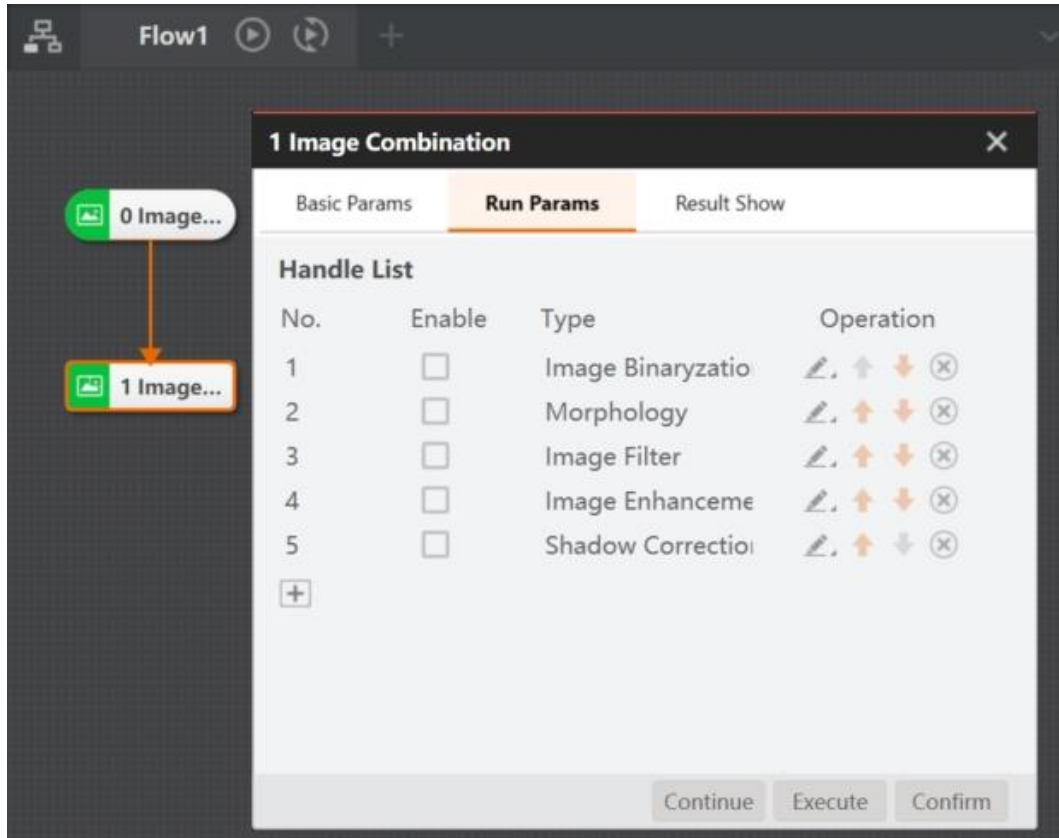 Flow1
1 Image Combination
0 Image...
Basic Params Run Params Result Show
Handle List
No. Enable Type Operation
1 Image Binaryzatio
1 Image...
2 Morphology
3 Image Filter
4 Image Enhanceme
5 Shadow Correction
Continue Execute Confirm